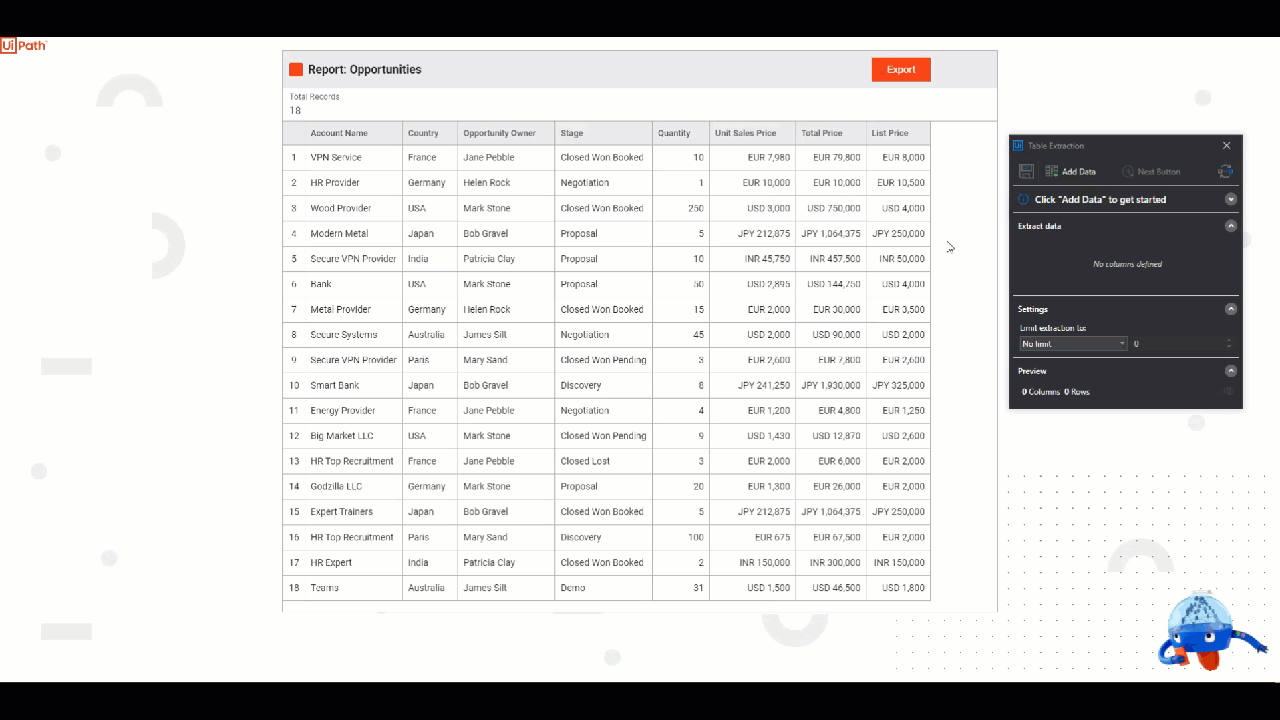 UiPath
Report: Opportunities
Export
Total Records
18
Account Name Country Opportunity Owner Stage Quantity Unit Sales Price Total Price List Price
1 VPN Service France Jane Pebble Closed Won Booked 10 EUR 7,980 EUR 79,800 EUR 8,000
2 HR Provider Germany Helen Rock Negotiation 1 EUR 10,000 EUR 10,000 EUR 10,500
3 Wood Provider USA Mark Stone Closed Won Booked 250 USD 3,000 USD 750,000 USD 4,000
4 Modern Metal Japan Bob Gravel Proposal 5 JPY 212,875 JPY 1,064,375 JPY 250,000
5 Secure VPN Provider India Patricia Clay Proposal 10 INR 45,750 INR 457,500 INR 50,000
6 Bank USA Mark Stone Proposal 50 USD 2,895 USD 144,750 USD 4,000
7 Metal Provider Germany Helen Rock Closed Won Booked 15 EUR 2,000 EUR 30,000 EUR 3,500
8 Secure Systems Australia James Silt Negotiation 45 USD 2,000 USD 90,000 USD 2,000
9 Secure VPN Provider Paris Mary Sand Closed Won Pending 3 EUR 2,600 EUR 7,800 EUR 2,600
10 Smart Bank Japan Bob Gravel Discovery 8 JPY 241,250 JPY 1,930,000 JPY 325,000
11 Energy Provider France Jane Pebble Negotiation 4 EUR 1,200 EUR 4,800 EUR 1,250
12 Big Market LLC USA Mark Stone Closed Won Pending 9 USD 1,430 USD 12,870 USD 2,600
13 HR Top Recruitment France Jane Pebble Closed Lost 3 EUR 2,000 EUR 6,000 EUR 2,000
14 Godzilla LLC Germany Mark Stone Proposal 20 EUR 1,300 EUR 26,000 EUR 2,000
15 Expert Trainers Japan Bob Gravel Closed Won Booked 5 JPY 212,875 JPY 1,064,375 JPY 250,000
16 HR Top Recruitment Paris Mary Sand Discovery 100 EUR 675 EUR 67,500 EUR 2,000
17 HR Expert India Patricia Clay Closed Won Booked 2 INR 150,000 INR 300,000 INR 150,000
18 Teams Australia James Silt Demo 31 USD 1,500 USD 46,500 USD 1,800
Ui Table Extraction
Add Data Next Button
Click "Add Data" to get started
Extract data
No columns defined
Settings
Limit extraction to:
No limit 0
Preview
0 Columns 0 Rows